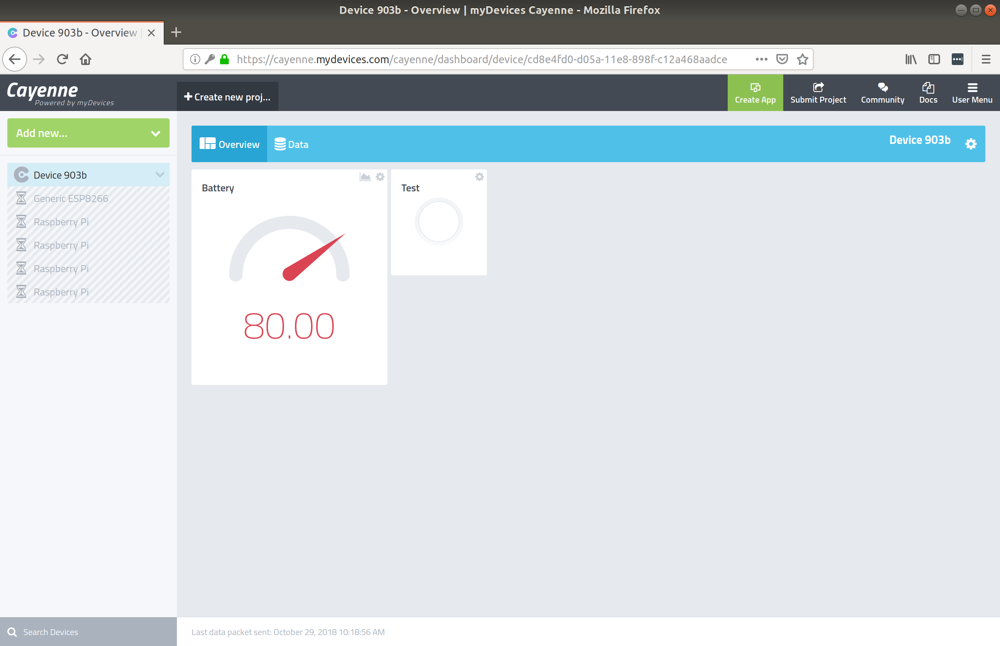 Device 903b - Overview | myDevices Cayenne - Mozilla Firefox
Device 903b - Overview
https://cayenne.mydevices.com/cayenne/dashboard/device/cd8e4fd0-d05a-11e8-898f-c12a468aadce
Cayenne
Powered by myDevices
Create new proj...
Create App
Submit Project
Community
Docs
User Menu
Add new...
Overview
Data
Device 903b
Device 903b
Generic ESP8266
Raspberry Pi
Raspberry Pi
Raspberry Pi
Raspberry Pi
Battery
80.00
Test
Search Devices
Last data packet sent: October 29, 2018 10:18:56 AM